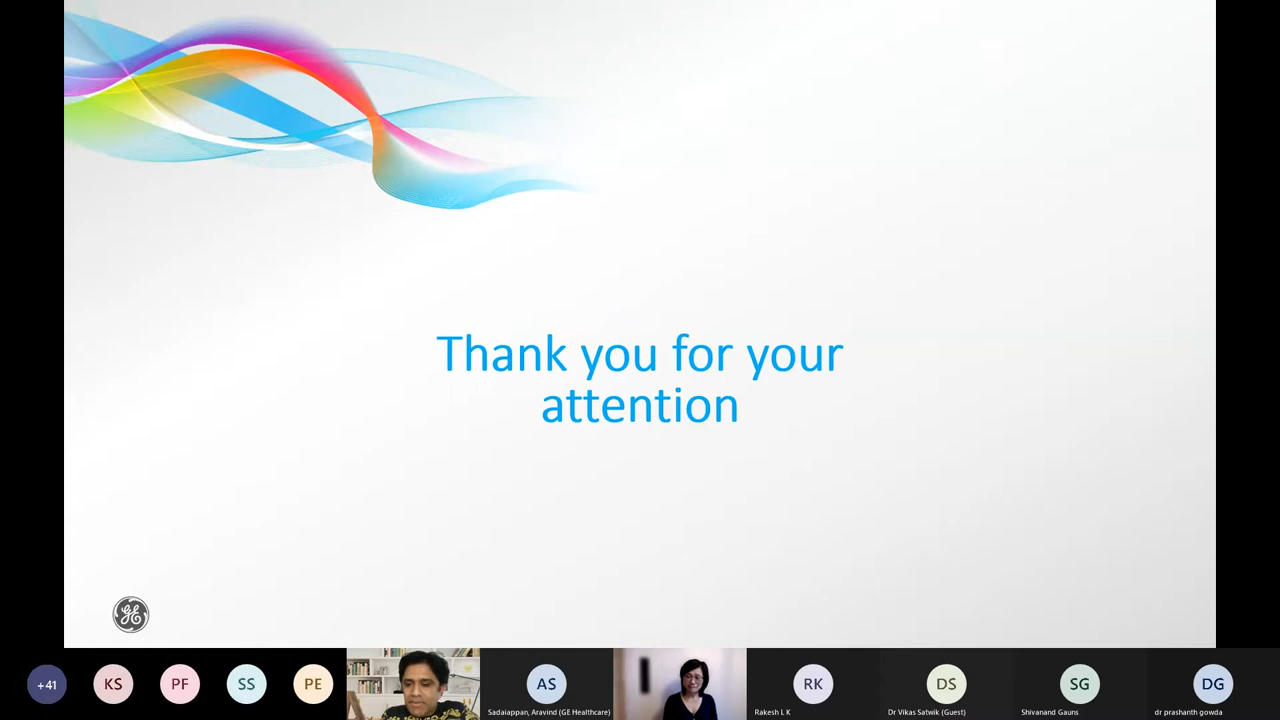 Thank you for your
attention
GE
+41
KS
PF
SS
PE
AS
Sadaiappan, Aravind (GE Healthcare)
RK
Rakesh L K
DS
Dr Vikas Satwik (Guest)
SG
Shivanand Gauns
DG
dr prashanth gowda